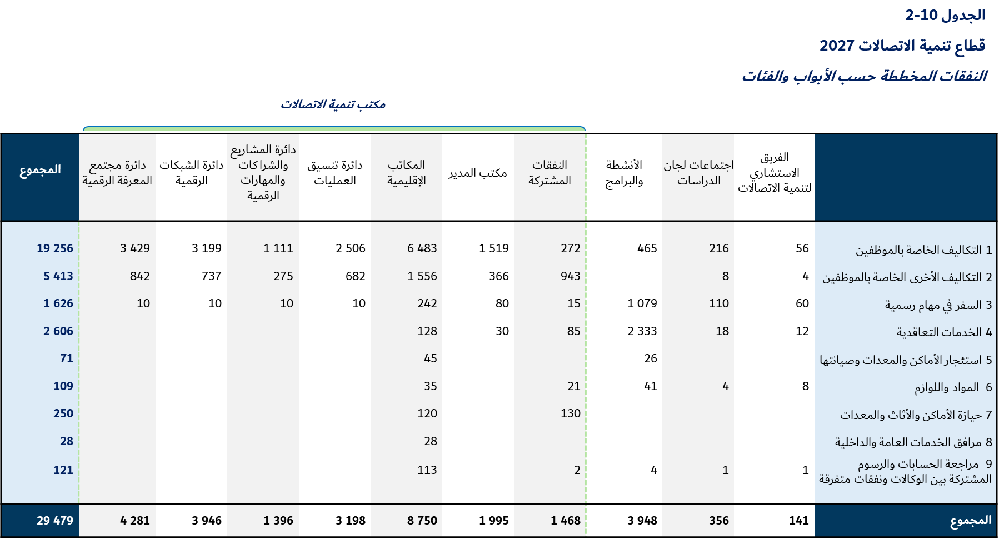 الجدول 10-2
قطاع تنمية الاتصالات 2027
النفقات المخططة حسب الأبواب والفئات
مكتب تنمية الاتصالات
الفريق الاستشاري لتنمية الاتصالات | اجتماعات لجان الدراسات | الأنشطة والبرامج | النفقات المشتركة | مكتب المدير | المكاتب الإقليمية | دائرة تنسيق العمليات | دائرة المشاريع والشراكات والمهارات الرقمية | دائرة الشبكات الرقمية | دائرة مجتمع المعرفة الرقمية | المجموع
1 التكاليف الخاصة بالموظفين | 56 | 216 | 465 | 272 | 1 519 | 6 483 | 2 506 | 1 111 | 3 199 | 3 429 | 19 256
2 التكاليف الأخرى الخاصة بالموظفين | 4 | 8 | | 943 | 366 | 1 556 | 682 | 275 | 737 | 842 | 5 413
3 السفر في مهام رسمية | 60 | 110 | 1 079 | 15 | 80 | 242 | 10 | 10 | 10 | 10 | 1 626
4 الخدمات التعاقدية | 12 | 18 | 2 333 | 85 | 30 | 128 | | | | | 2 606
5 استئجار الأماكن والمعدات وصيانتها | | | 26 | | | 45 | | | | | 71
6 المواد واللوازم | 8 | 4 | 41 | 21 | | 35 | | | | | 109
7 حيازة الأماكن والأثاث والمعدات | | | | 130 | | 120 | | | | | 250
8 مرافق الخدمات العامة والداخلية | | | | | | 28 | | | | | 28
9 مراجعة الحسابات والرسوم المشتركة بين الوكالات ونفقات متفرقة | 1 | 1 | 4 | 2 | | 113 | | | | | 121
المجموع | 141 | 356 | 3 948 | 1 468 | 1 995 | 8 750 | 3 198 | 1 396 | 3 946 | 4 281 | 29 479